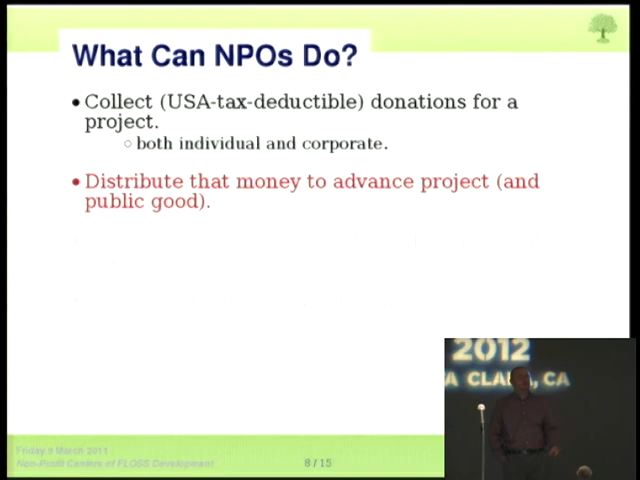 What Can NPOs Do?
• Collect (USA-tax-deductible) donations for a
project.
○ both individual and corporate.
• Distribute that money to advance project (and
public good).
2012
A CLARA, CA
Friday 9 March 2011
Non-Profit Centers of FLOSS Development
8 / 15